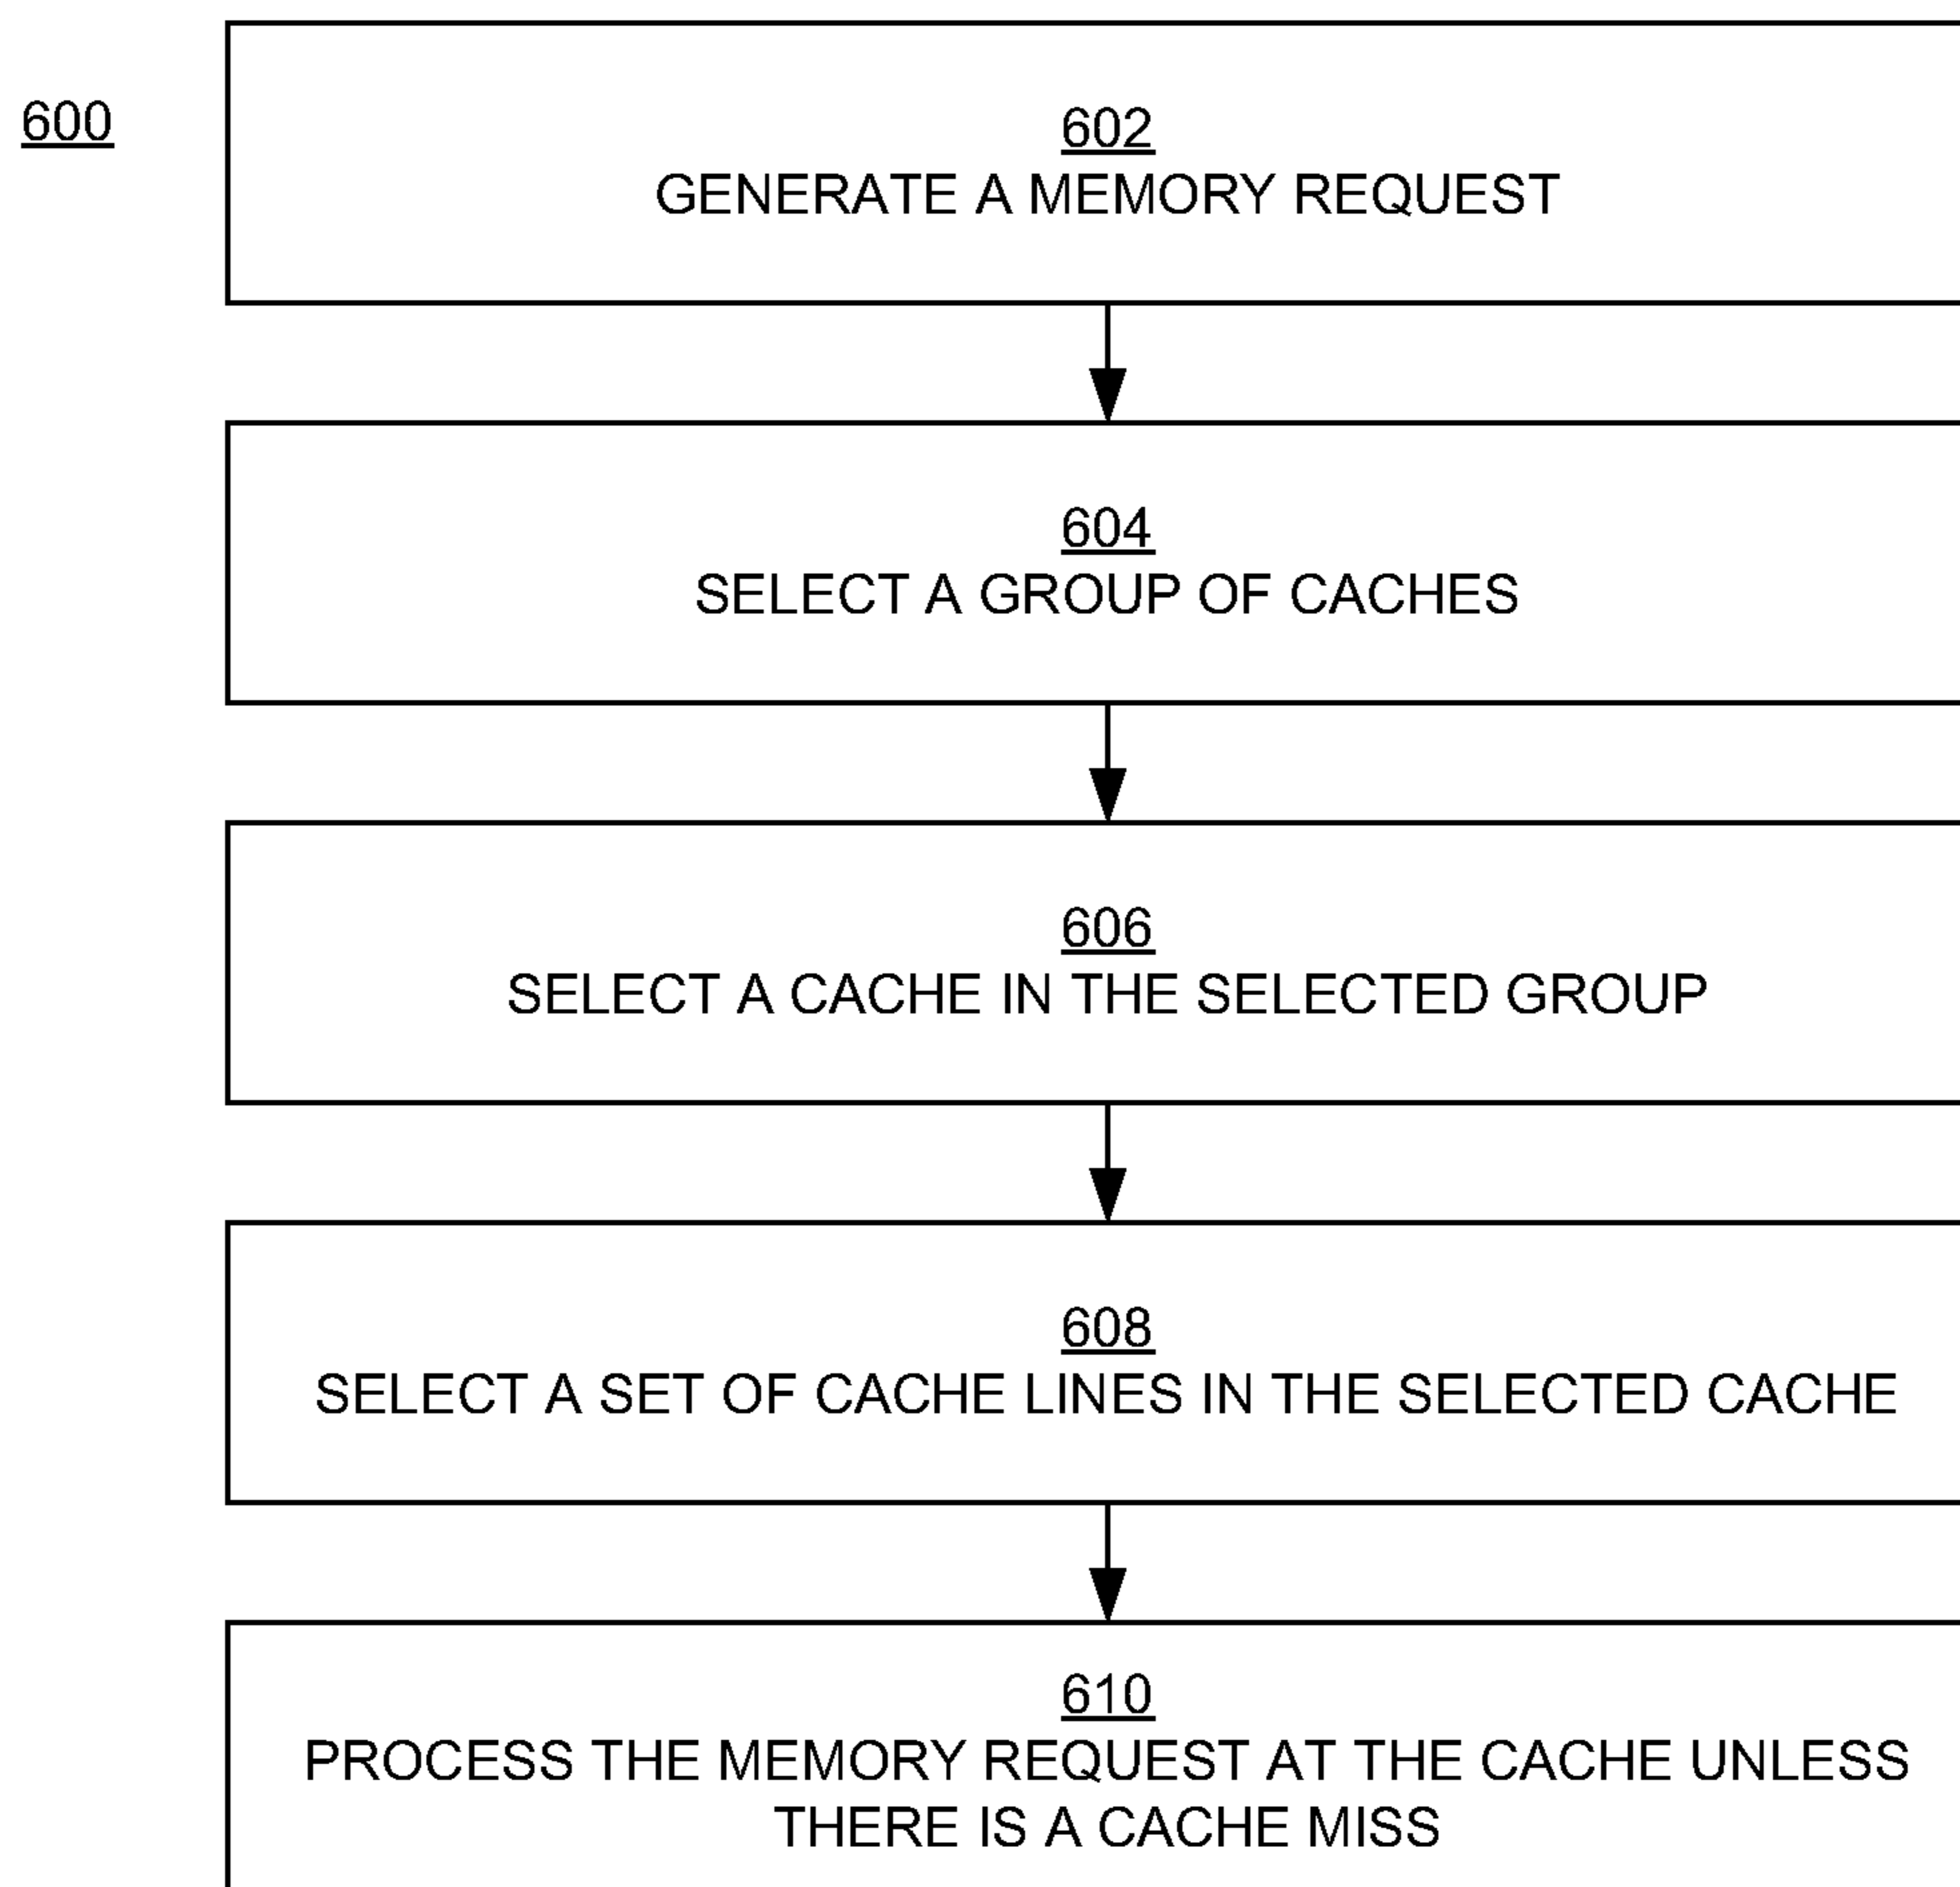 600
602
GENERATE A MEMORY REQUEST
604
SELECT A GROUP OF CACHES
606
SELECT A CACHE IN THE SELECTED GROUP
608
SELECT A SET OF CACHE LINES IN THE SELECTED CACHE
610
PROCESS THE MEMORY REQUEST AT THE CACHE UNLESS
THERE IS A CACHE MISS